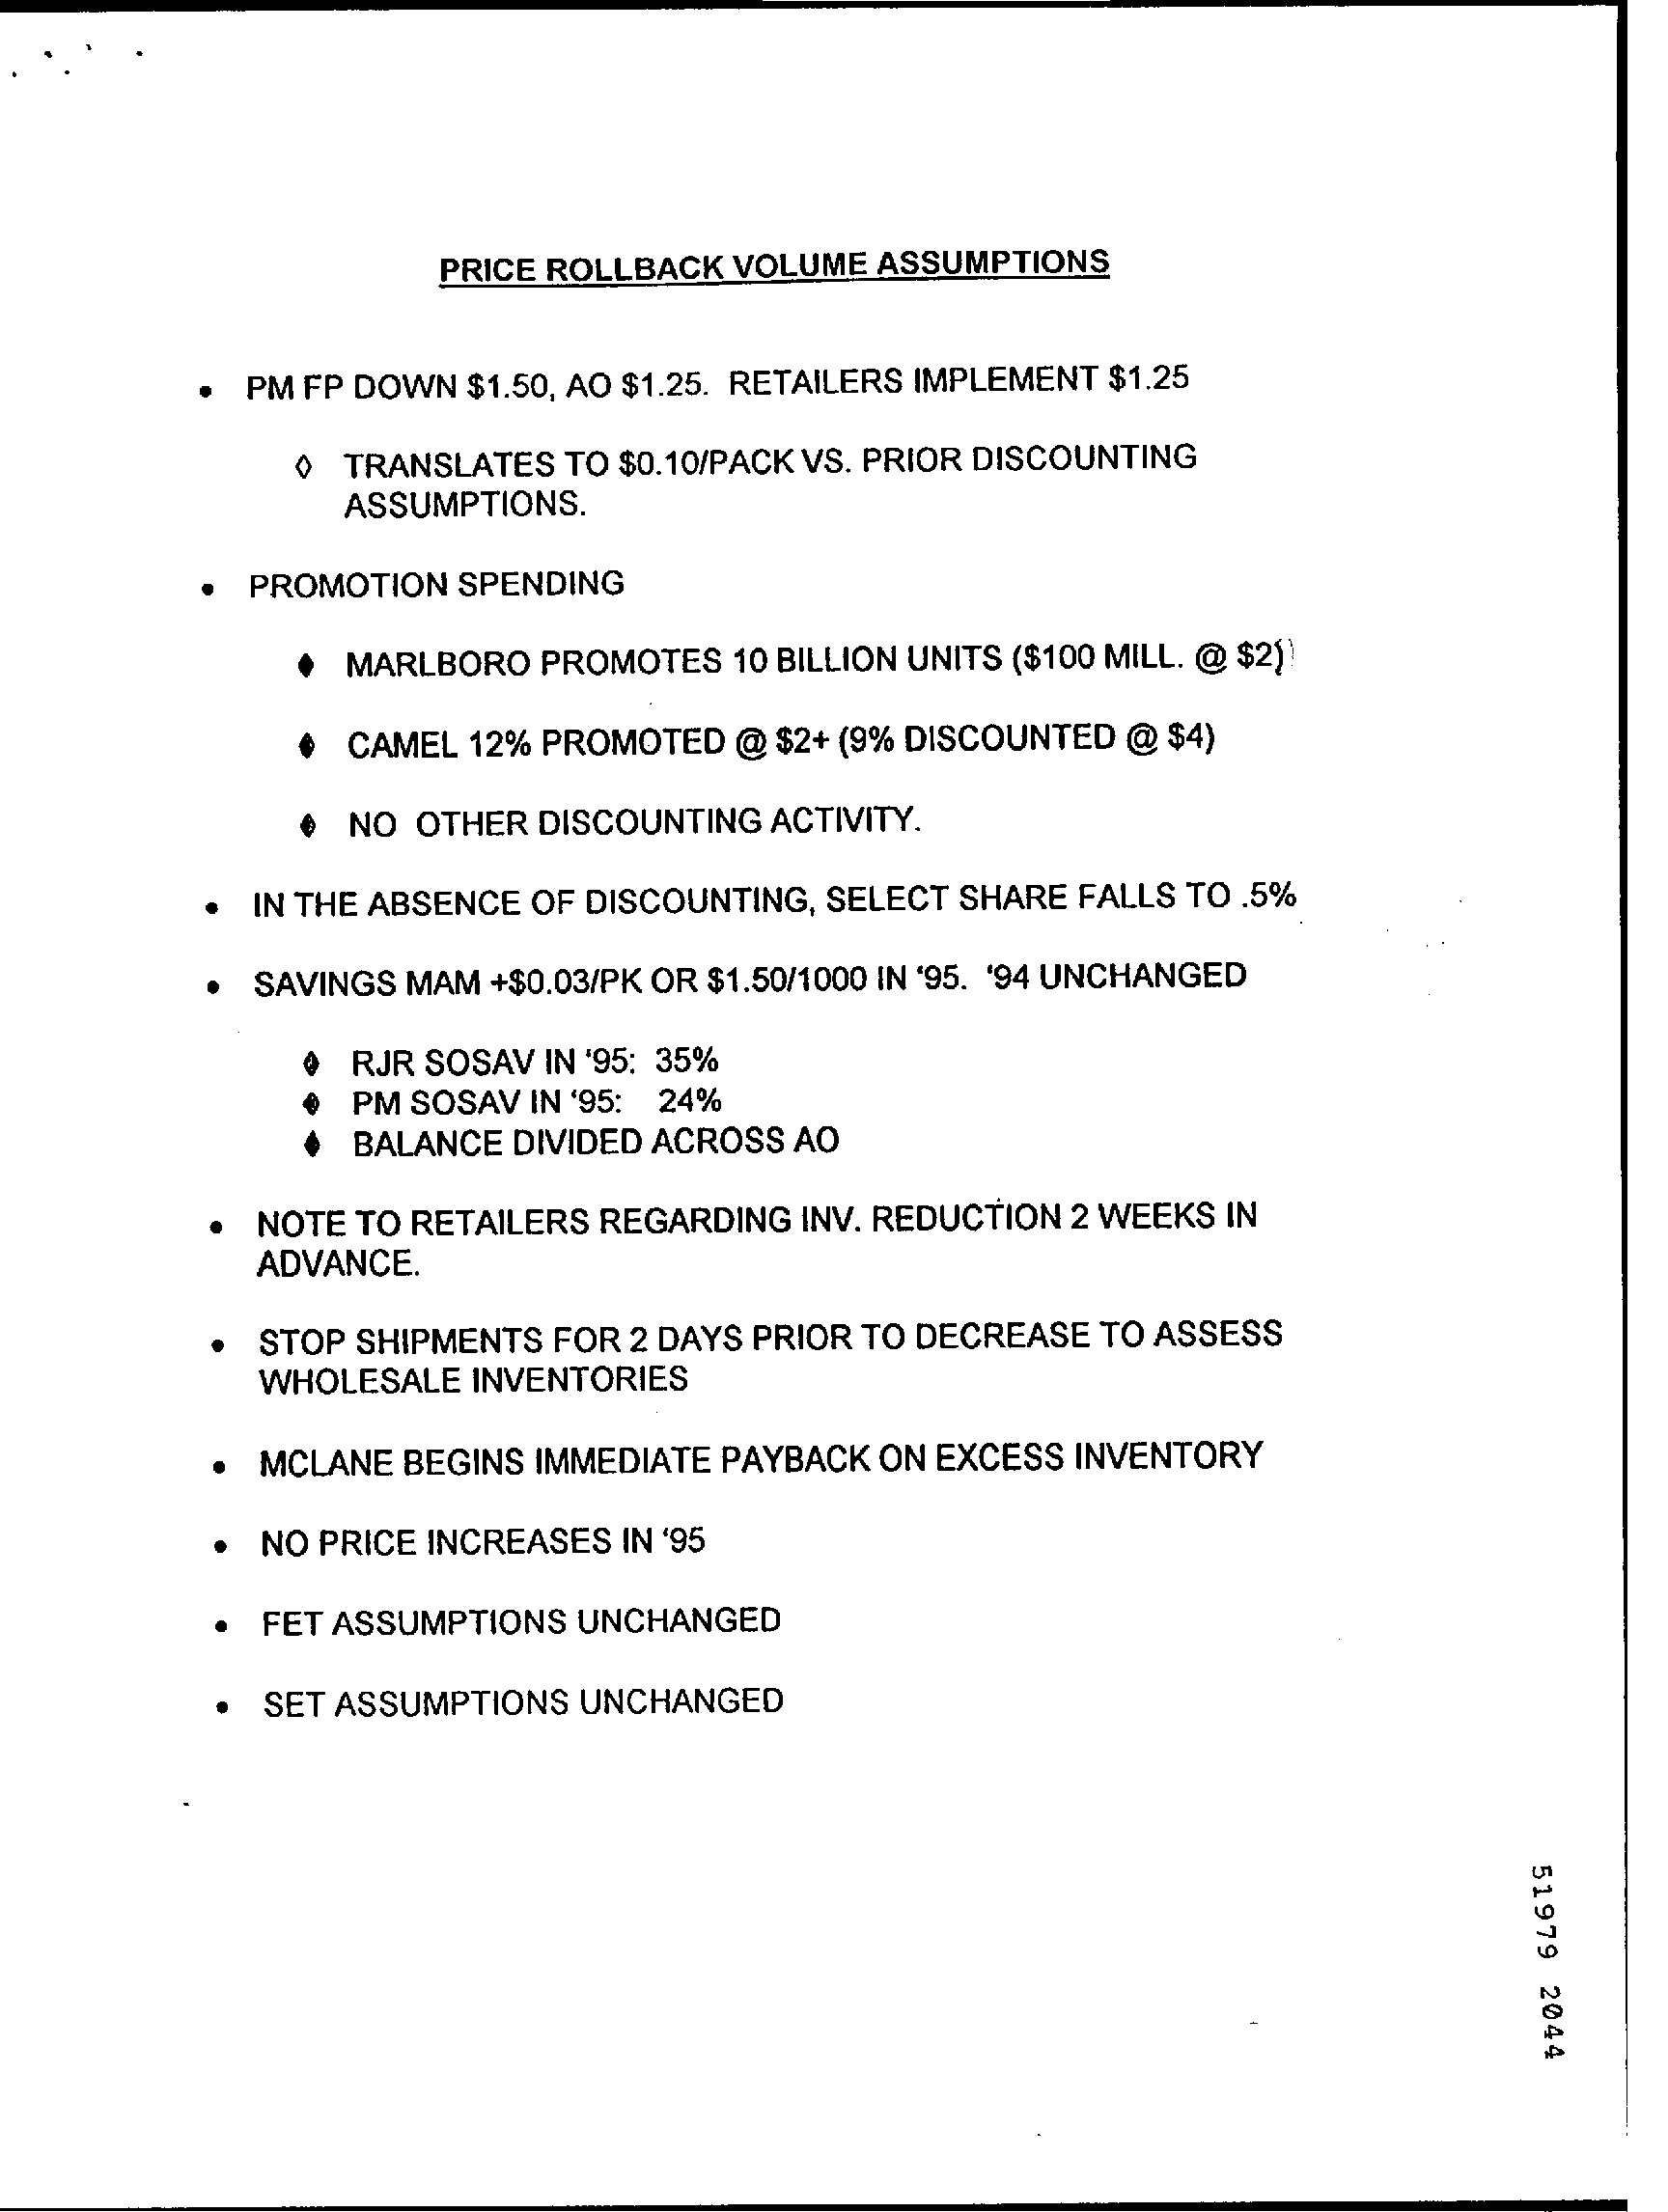 PRICE ROLLBACK VOLUME ASSUMPTIONS
• PM FP DOWN $1.50, AO $1.25. RETAILERS IMPLEMENT $1.25
◊ TRANSLATES TO $0.10/PACK VS. PRIOR DISCOUNTING
ASSUMPTIONS.
• PROMOTION SPENDING
♦ MARLBORO PROMOTES 10 BILLION UNITS ($100 MILL. @ $2)
♦ CAMEL 12% PROMOTED @ $2+ (9% DISCOUNTED @ $4)
♦ NO OTHER DISCOUNTING ACTIVITY.
• IN THE ABSENCE OF DISCOUNTING, SELECT SHARE FALLS TO .5%
• SAVINGS MAM +$0.03/PK OR $1.50/1000 IN '95. '94 UNCHANGED
♦ RJR SOSAV IN '95: 35%
♦ PM SOSAV IN '95: 24%
♦ BALANCE DIVIDED ACROSS AO
• NOTE TO RETAILERS REGARDING INV. REDUCTION 2 WEEKS IN
ADVANCE.
• STOP SHIPMENTS FOR 2 DAYS PRIOR TO DECREASE TO ASSESS
WHOLESALE INVENTORIES
• MCLANE BEGINS IMMEDIATE PAYBACK ON EXCESS INVENTORY
• NO PRICE INCREASES IN '95
• FET ASSUMPTIONS UNCHANGED
• SET ASSUMPTIONS UNCHANGED
51979 2044